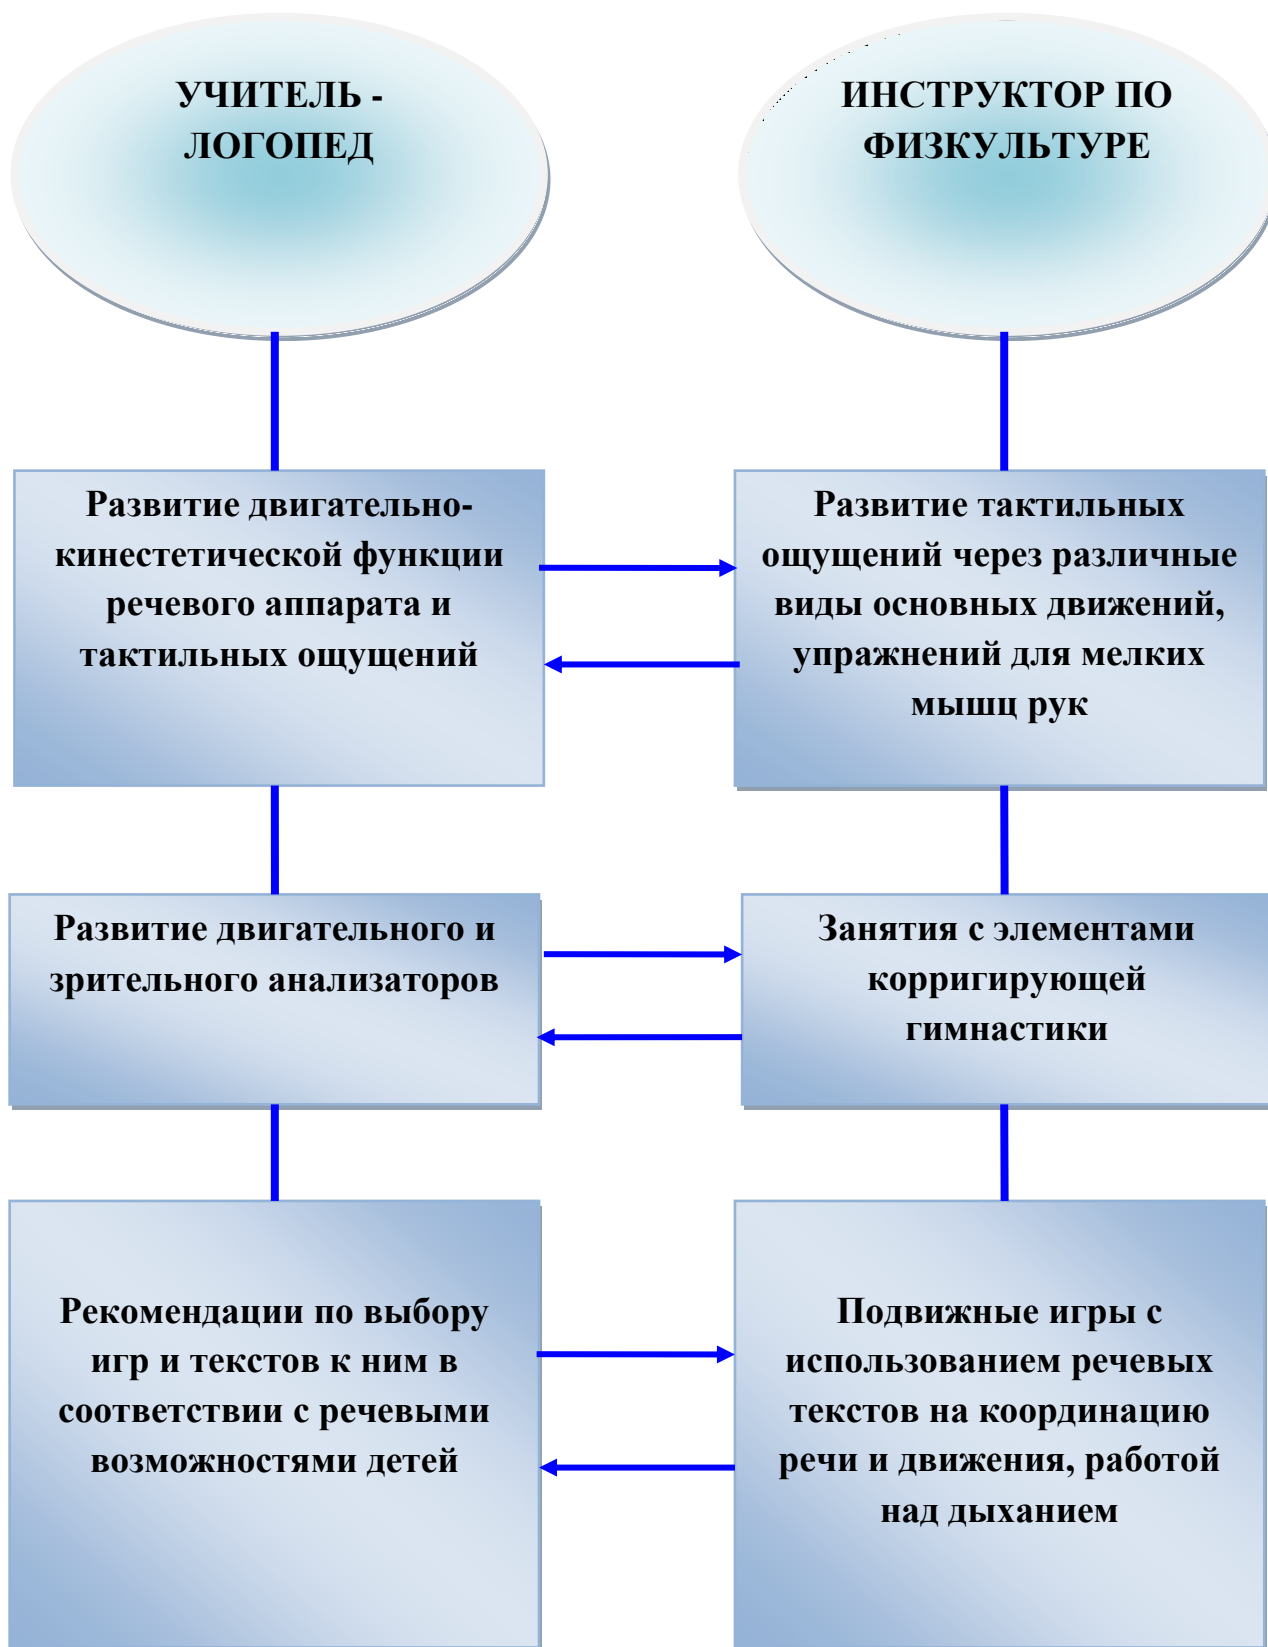 УЧИТЕЛЬ -
ЛОГОПЕД
ИНСТРУКТОР ПО
ФИЗКУЛЬТУРЕ
Развитие двигательно-
кинестетической функции
речевого аппарата и
тактильных ощущений
Развитие тактильных
ощущений через различные
виды основных движений,
упражнений для мелких
мышц рук
Развитие двигательного и
зрительного анализаторов
Занятия с элементами
корригирующей
гимнастики
Рекомендации по выбору
игр и текстов к ним в
соответствии с речевыми
возможностями детей
Подвижные игры с
использованием речевых
текстов на координацию
речи и движения, работой
над дыханием